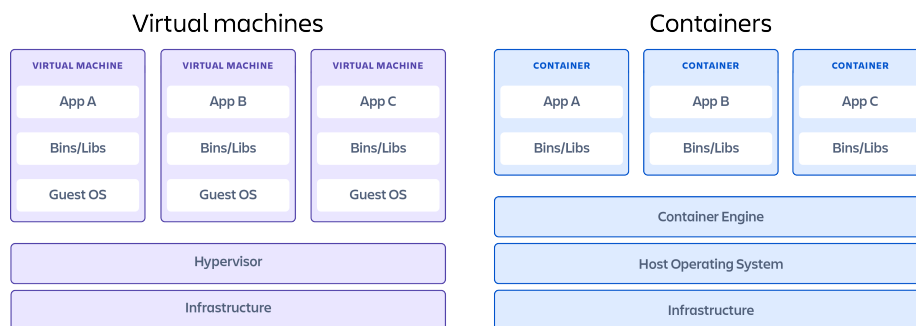 Virtual machines
VIRTUAL MACHINE
App A
Bins/Libs
Guest OS
VIRTUAL MACHINE
App B
Bins/Libs
Guest OS
VIRTUAL MACHINE
App C
Bins/Libs
Guest OS
Hypervisor
Infrastructure
Containers
CONTAINER
App A
Bins/Libs
CONTAINER
App B
Bins/Libs
CONTAINER
App C
Bins/Libs
Container Engine
Host Operating System
Infrastructure